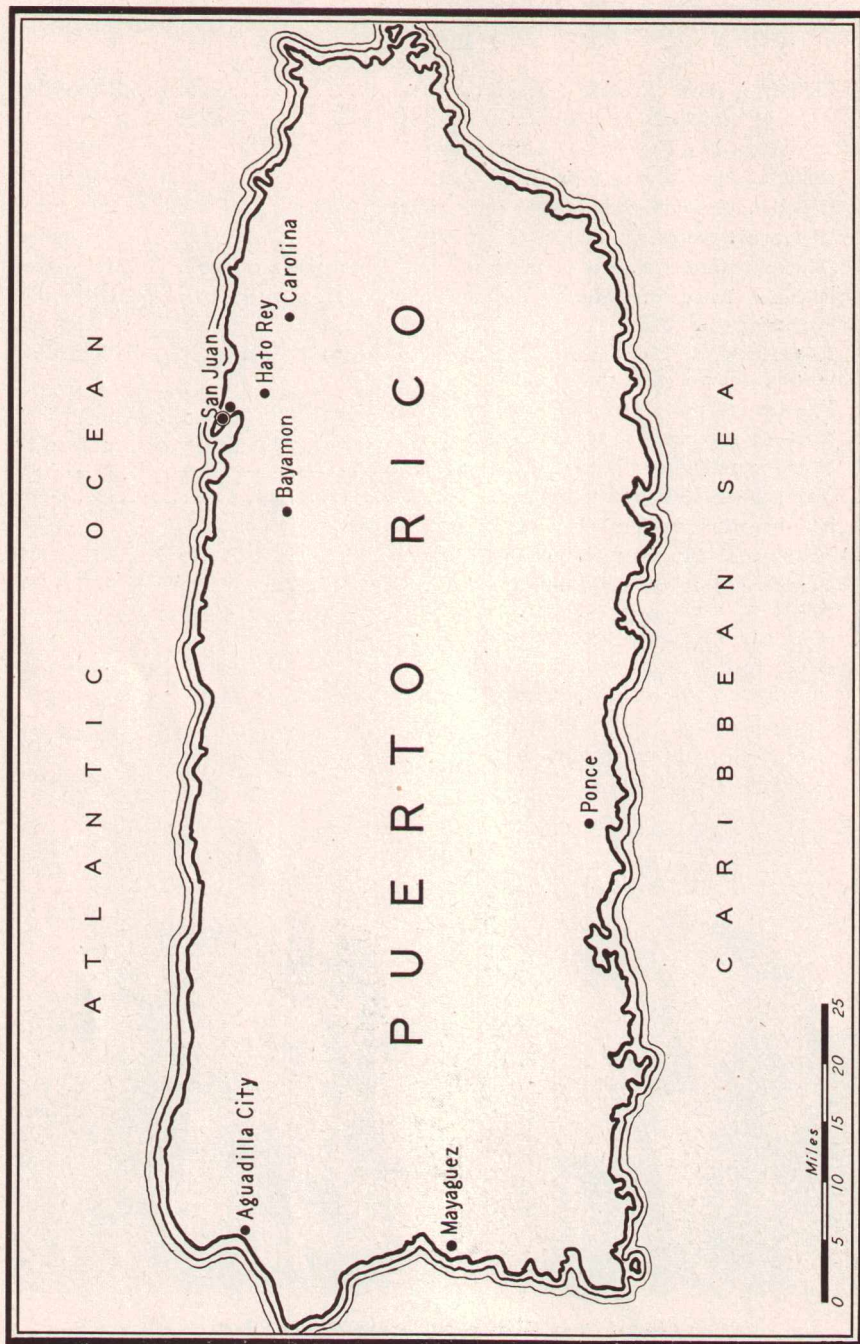 ATLANTIC OCEAN
San Juan
Hato Rey
Carolina
Bayamon
Aguadilla City
PUERTO RICO
Mayaguez
Ponce
CARIBBEAN SEA
Miles
0 5 10 15 20 25